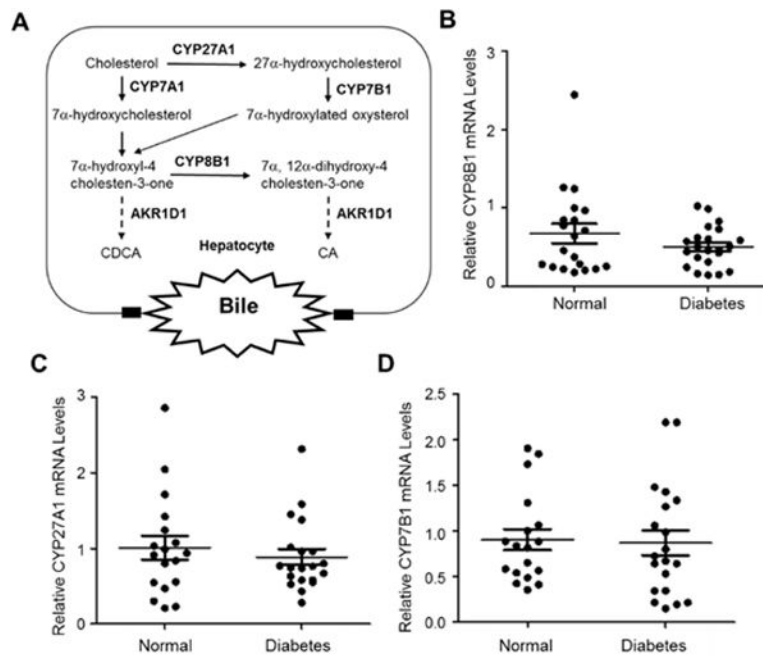 A
CYP27A1
Cholesterol
27α-hydroxycholesterol
CYP7A1
CYP7B1
7α-hydroxycholesterol
7α-hydroxylated oxysterol
7α-hydroxyl-4
cholesten-3-one
CYP8B1
7α, 12α-dihydroxy-4
cholesten-3-one
AKR1D1
AKR1D1
CDCA
Hepatocyte
CA
Bile
B
Relative CYP8B1 mRNA Levels
3
2
1
0
Normal
Diabetes
C
Relative CYP27A1 mRNA Levels
3
2
1
0
Normal
Diabetes
D
Relative CYP7B1 mRNA Levels
2.5
2.0
1.5
1.0
0.5
0.0
Normal
Diabetes